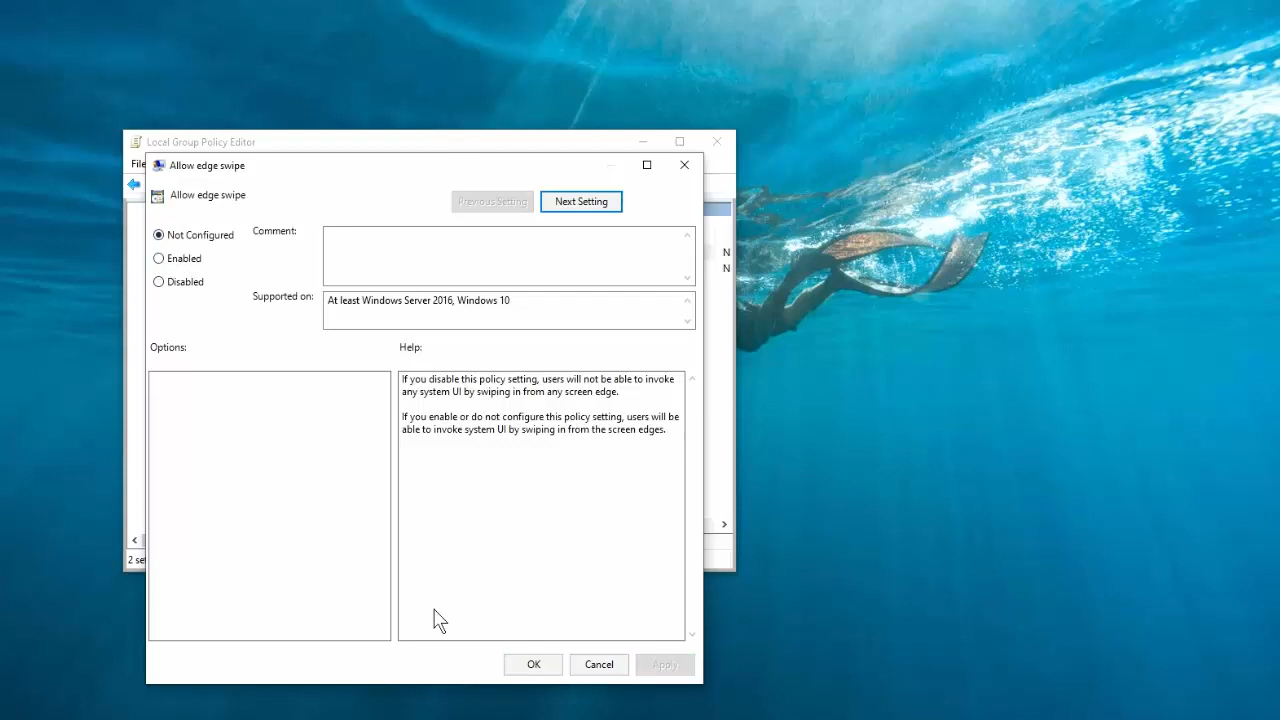 Local Group Policy Editor
File
Allow edge swipe
Allow edge swipe
Previous Setting
Next Setting
Not Configured
Comment:
Enabled
Disabled
Supported on:
At least Windows Server 2016, Windows 10
N
N
Options:
Help:
If you disable this policy setting, users will not be able to invoke
any system UI by swiping in from any screen edge.
If you enable or do not configure this policy setting, users will be
able to invoke system UI by swiping in from the screen edges.
2 set
OK
Cancel
Apply